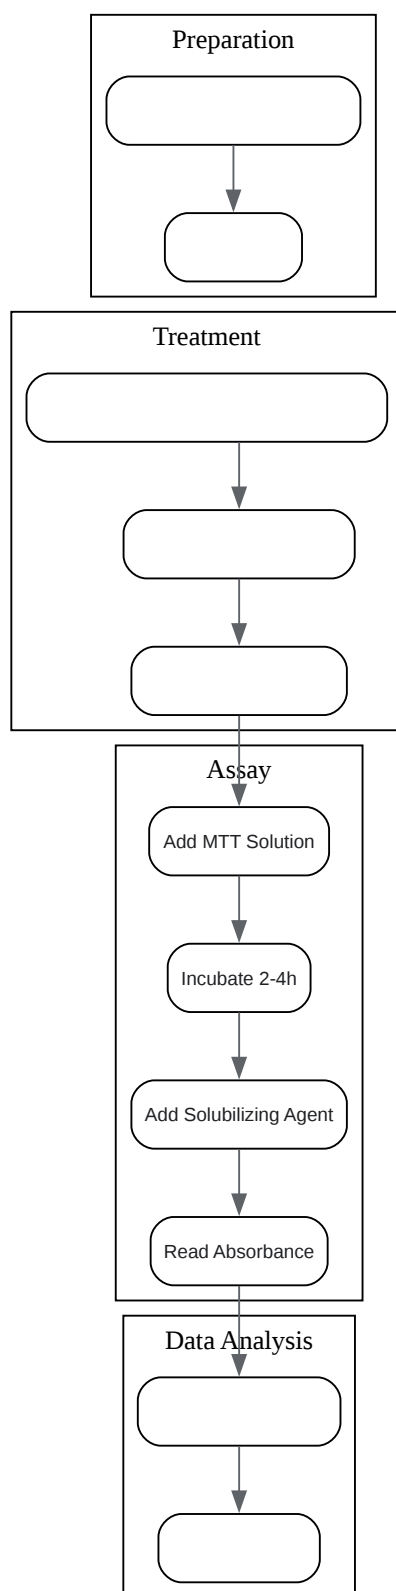 Preparation
Treatment
Assay
Add MTT Solution
Incubate 2-4h
Add Solubilizing Agent
Read Absorbance
Data Analysis